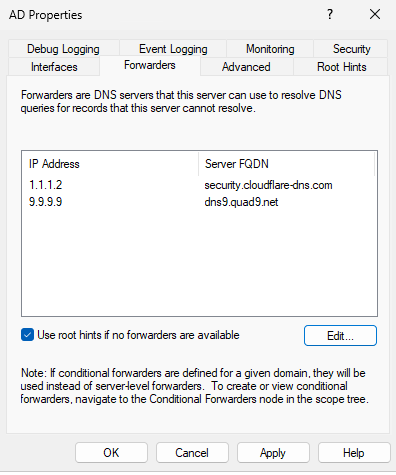 AD Properties
?
Debug Logging Event Logging Monitoring Security
Interfaces Forwarders Advanced Root Hints
Forwarders are DNS servers that this server can use to resolve DNS
queries for records that this server cannot resolve.
IP Address Server FQDN
1.1.1.2 security.cloudflare-dns.com
9.9.9.9 dns9.quad9.net
Use root hints if no forwarders are available Edit...
Note: If conditional forwarders are defined for a given domain, they will be
used instead of server-level forwarders. To create or view conditional
forwarders, navigate to the Conditional Forwarders node in the scope tree.
OK Cancel Apply Help